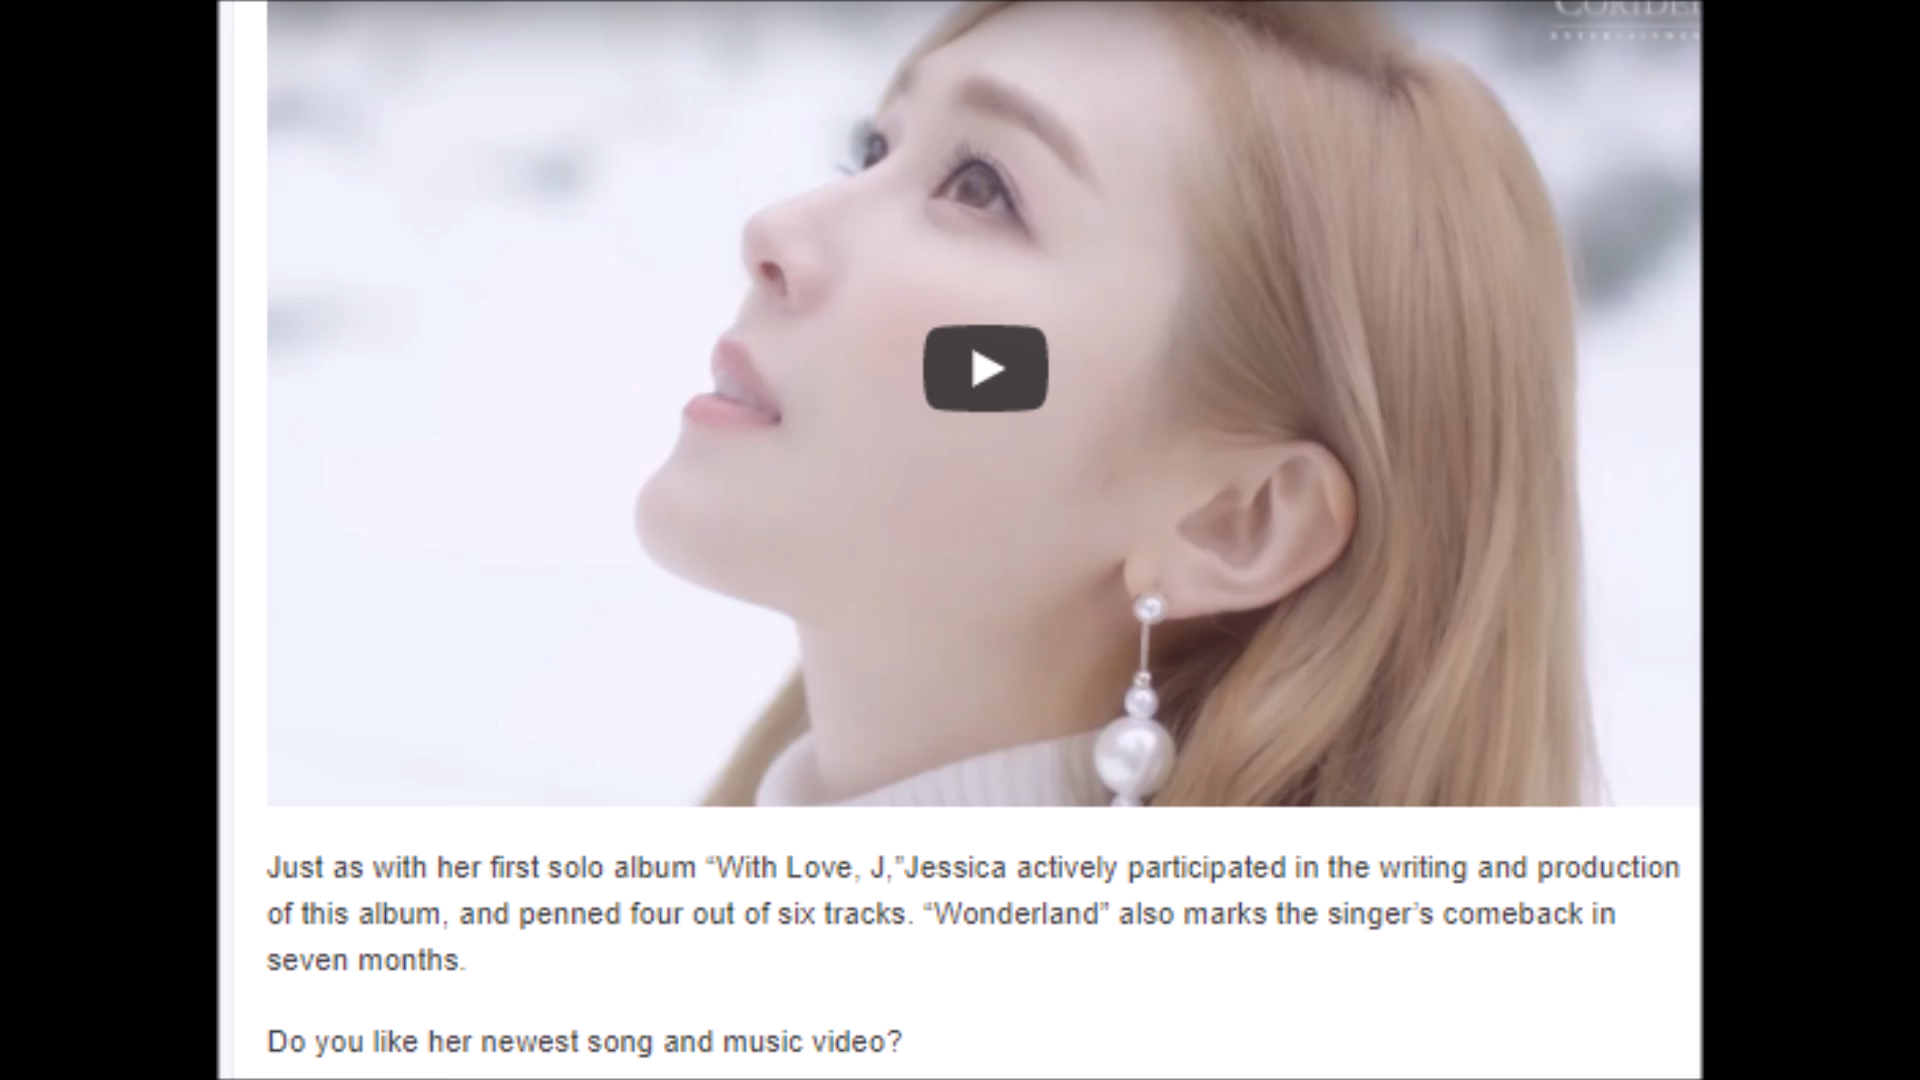 CORIDEL
ENTERTAINMENT
Just as with her first solo album “With Love, J,”Jessica actively participated in the writing and production
of this album, and penned four out of six tracks. “Wonderland” also marks the singer’s comeback in
seven months.
Do you like her newest song and music video?